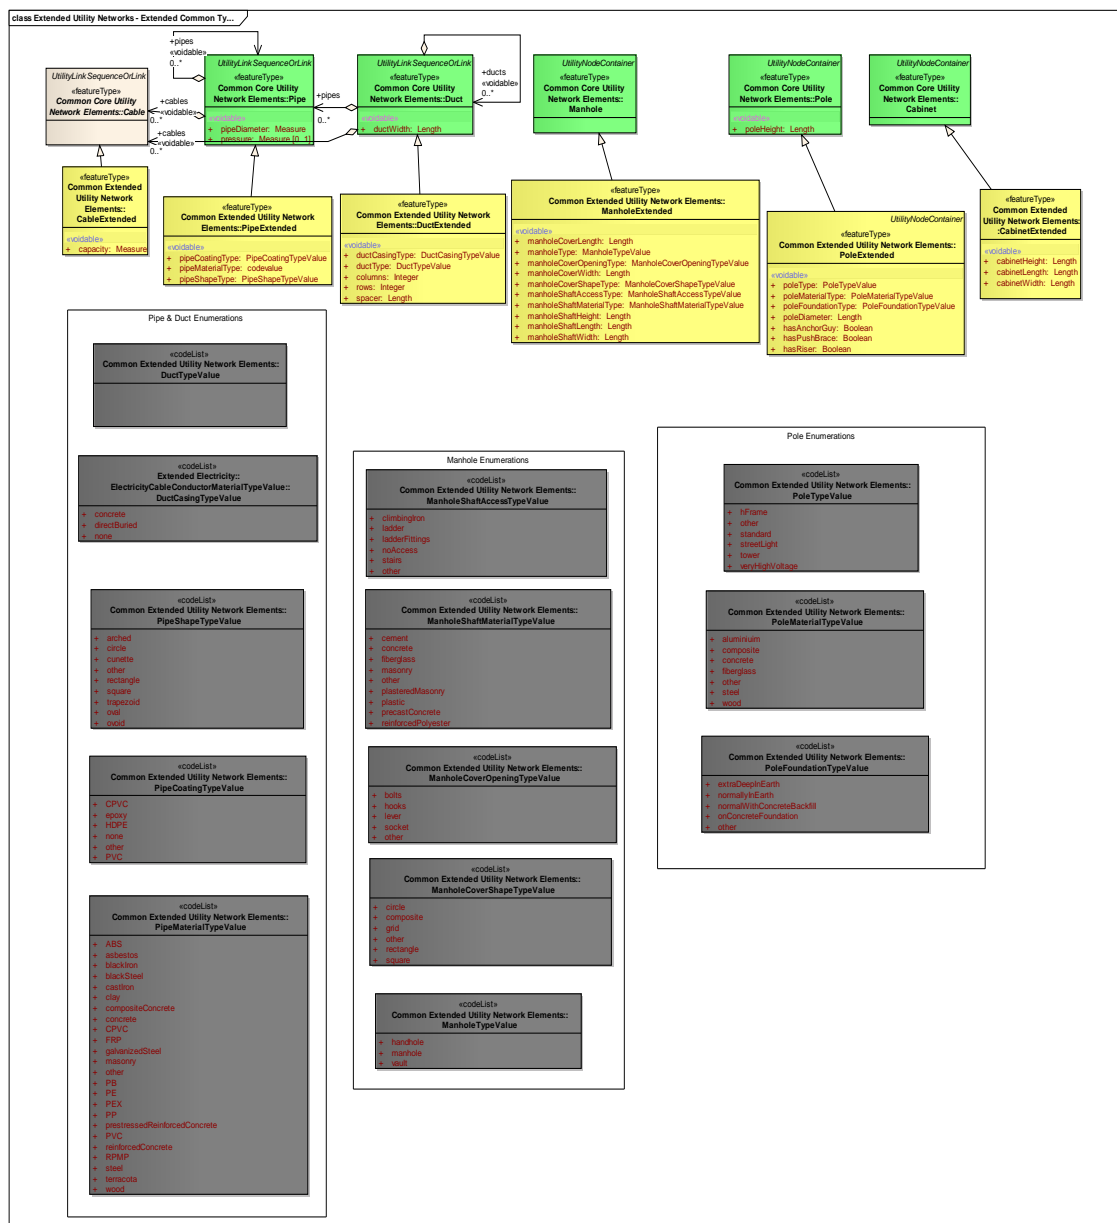 class Extended Utility Networks - Extended Common Ty...
+pipes
«voidable»
0..*
UtilityLinkSequenceOrLink
«featureType»
Common Core Utility
Network Elements::Cable
+cables
«voidable»
0..*
+cables
«voidable»
0..*
UtilityLinkSequenceOrLink
«featureType»
Common Core Utility
Network Elements::Pipe
«voidable»
+ pipeDiameter: Measure
+ pressure: Measure [0..1]
+pipes
0..*
UtilityLinkSequenceOrLink
«featureType»
Common Core Utility
Network Elements::Duct
«voidable»
+ ductWidth: Length
+ducts
«voidable»
0..*
UtilityNodeContainer
«featureType»
Common Core Utility
Network Elements::
Manhole
UtilityNodeContainer
«featureType»
Common Core Utility
Network Elements::Pole
«voidable»
+ poleHeight: Length
UtilityNodeContainer
«featureType»
Common Core Utility
Network Elements::
Cabinet
«featureType»
Common Extended
Utility Network
Elements::
CableExtended
«voidable»
+ capacity: Measure
«featureType»
Common Extended Utility Network
Elements::PipeExtended
«voidable»
+ pipeCoatingType: PipeCoatingTypeValue
+ pipeMaterialType: codevalue
+ pipeShapeType: PipeShapeTypeValue
«featureType»
Common Extended Utility Network
Elements::DuctExtended
«voidable»
+ ductCasingType: DuctCasingTypeValue
+ ductType: DuctTypeValue
+ columns: Integer
+ rows: Integer
+ spacer: Length
«featureType»
Common Extended Utility Network Elements::
ManholeExtended
«voidable»
+ manholeCoverLength: Length
+ manholeType: ManholeTypeValue
+ manholeCoverOpeningType: ManholeCoverOpeningTypeValue
+ manholeCoverWidth: Length
+ manholeCoverShapeType: ManholeCoverShapeTypeValue
+ manholeShaftAccessType: ManholeShaftAccessTypeValue
+ manholeShaftMaterialType: ManholeShaftMaterialTypeValue
+ manholeShaftHeight: Length
+ manholeShaftLength: Length
+ manholeShaftWidth: Length
UtilityNodeContainer
«featureType»
Common Extended Utility Network Elements::
PoleExtended
«voidable»
+ poleType: PoleTypeValue
+ poleMaterialType: PoleMaterialTypeValue
+ poleFoundationType: PoleFoundationTypeValue
+ poleDiameter: Length
+ hasAnchorGuy: Boolean
+ hasPushBrace: Boolean
+ hasRiser: Boolean
«featureType»
Common Extended
Utility Network Elements:
:CabinetExtended
«voidable»
+ cabinetHeight: Length
+ cabinetLength: Length
+ cabinetWidth: Length
Pipe & Duct Enumerations
«codeList»
Common Extended Utility Network Elements::
DuctTypeValue
«codeList»
Extended Electricity::
ElectricityCableConductorMaterialTypeValue::
DuctCasingTypeValue
+ concrete
+ directBuried
+ none
«codeList»
Common Extended Utility Network Elements::
PipeShapeTypeValue
+ arched
+ circle
+ cunette
+ other
+ rectangle
+ square
+ trapezoid
+ oval
+ ovoid
«codeList»
Common Extended Utility Network Elements::
PipeCoatingTypeValue
+ CPVC
+ epoxy
+ HDPE
+ none
+ other
+ PVC
«codeList»
Common Extended Utility Network Elements::
PipeMaterialTypeValue
+ ABS
+ asbestos
+ blackIron
+ blackSteel
+ castIron
+ clay
+ compositeConcrete
+ concrete
+ CPVC
+ FRP
+ galvanizedSteel
+ masonry
+ other
+ PB
+ PE
+ PEX
+ PP
+ prestressedReinforcedConcrete
+ PVC
+ reinforcedConcrete
+ RPMP
+ steel
+ terracota
+ wood
Manhole Enumerations
«codeList»
Common Extended Utility Network Elements::
ManholeShaftAccessTypeValue
+ climbingIron
+ ladder
+ ladderFittings
+ noAccess
+ stairs
+ other
«codeList»
Common Extended Utility Network Elements::
ManholeShaftMaterialTypeValue
+ cement
+ concrete
+ fiberglass
+ masonry
+ other
+ plasteredMasonry
+ plastic
+ precastConcrete
+ reinforcedPolyester
«codeList»
Common Extended Utility Network Elements::
ManholeCoverOpeningTypeValue
+ bolts
+ hooks
+ lever
+ socket
+ other
«codeList»
Common Extended Utility Network Elements::
ManholeCoverShapeTypeValue
+ circle
+ composite
+ grid
+ other
+ rectangle
+ square
«codeList»
Common Extended Utility Network Elements::
ManholeTypeValue
+ handhole
+ manhole
+ vault
Pole Enumerations
«codeList»
Common Extended Utility Network Elements::
PoleTypeValue
+ hFrame
+ other
+ standard
+ streetLight
+ tower
+ veryHighVoltage
«codeList»
Common Extended Utility Network Elements::
PoleMaterialTypeValue
+ aluminiuim
+ composite
+ concrete
+ fiberglass
+ other
+ steel
+ wood
«codeList»
Common Extended Utility Network Elements::
PoleFoundationTypeValue
+ extraDeepInEarth
+ normallyInEarth
+ normalWithConcreteBackfill
+ onConcreteFoundation
+ other